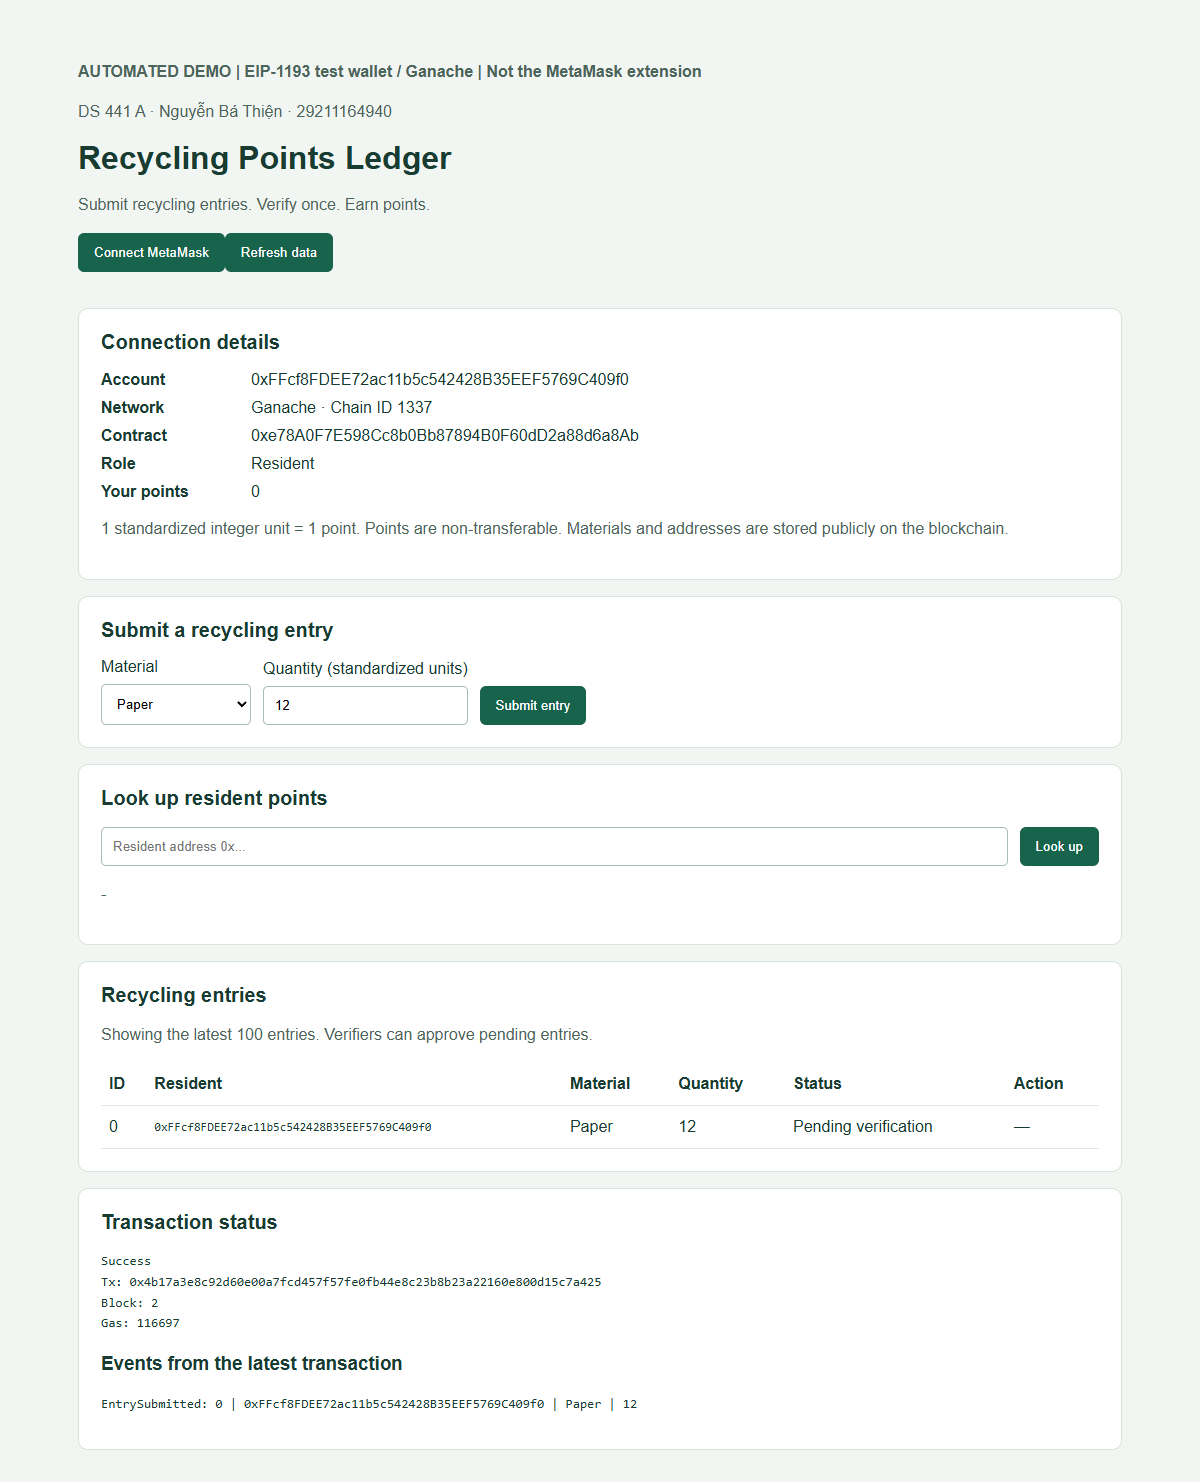 AUTOMATED DEMO | EIP-1193 test wallet / Ganache | Not the MetaMask extension
DS 441 A · Nguyễn Bá Thiện · 29211164940
Recycling Points Ledger
Submit recycling entries. Verify once. Earn points.
Connect MetaMask Refresh data
Connection details
Account 0xFFcf8FDEE72ac11b5c542428B35EEF5769C409f0
Network Ganache · Chain ID 1337
Contract 0xe78A0F7E598Cc8b0Bb87894B0F60dD2a88d6a8Ab
Role Resident
Your points 0
1 standardized integer unit = 1 point. Points are non-transferable. Materials and addresses are stored publicly on the blockchain.
Submit a recycling entry
Material Quantity (standardized units)
Paper 12 Submit entry
Look up resident points
Resident address 0x... Look up
-
Recycling entries
Showing the latest 100 entries. Verifiers can approve pending entries.
ID Resident Material Quantity Status Action
0 0xFFcf8FDEE72ac11b5c542428B35EEF5769C409f0 Paper 12 Pending verification —
Transaction status
Success
Tx: 0x4b17a3e8c92d60e00a7fcd457f57fe0fb44e8c23b8b23a22160e800d15c7a425
Block: 2
Gas: 116697
Events from the latest transaction
EntrySubmitted: 0 | 0xFFcf8FDEE72ac11b5c542428B35EEF5769C409f0 | Paper | 12